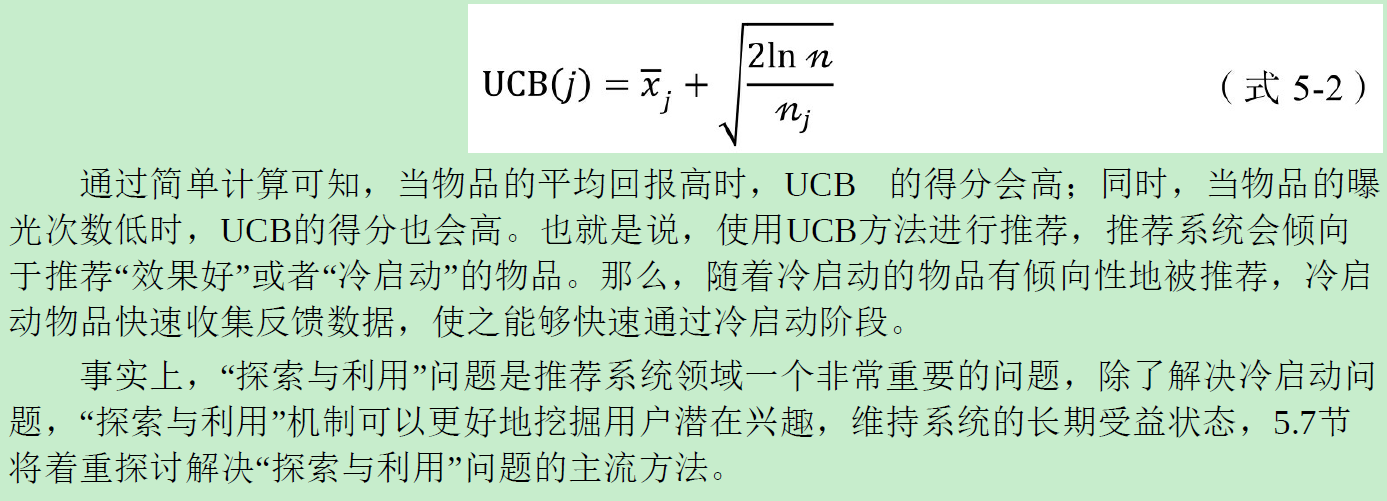 UCB(j) = x̄ⱼ + √(2ln n / nⱼ) （式 5-2）
通过简单计算可知，当物品的平均回报高时，UCB 的得分会高；同时，当物品的曝
光次数低时，UCB的得分也会高。也就是说，使用UCB方法进行推荐，推荐系统会倾向
于推荐“效果好”或者“冷启动”的物品。那么，随着冷启动的物品有倾向性地被推荐，冷启
动物品快速收集反馈数据，使之能够快速通过冷启动阶段。
事实上，“探索与利用”问题是推荐系统领域一个非常重要的问题，除了解决冷启动问
题，“探索与利用”机制可以更好地挖掘用户潜在兴趣，维持系统的长期受益状态，5.7节
将着重探讨解决“探索与利用”问题的主流方法。